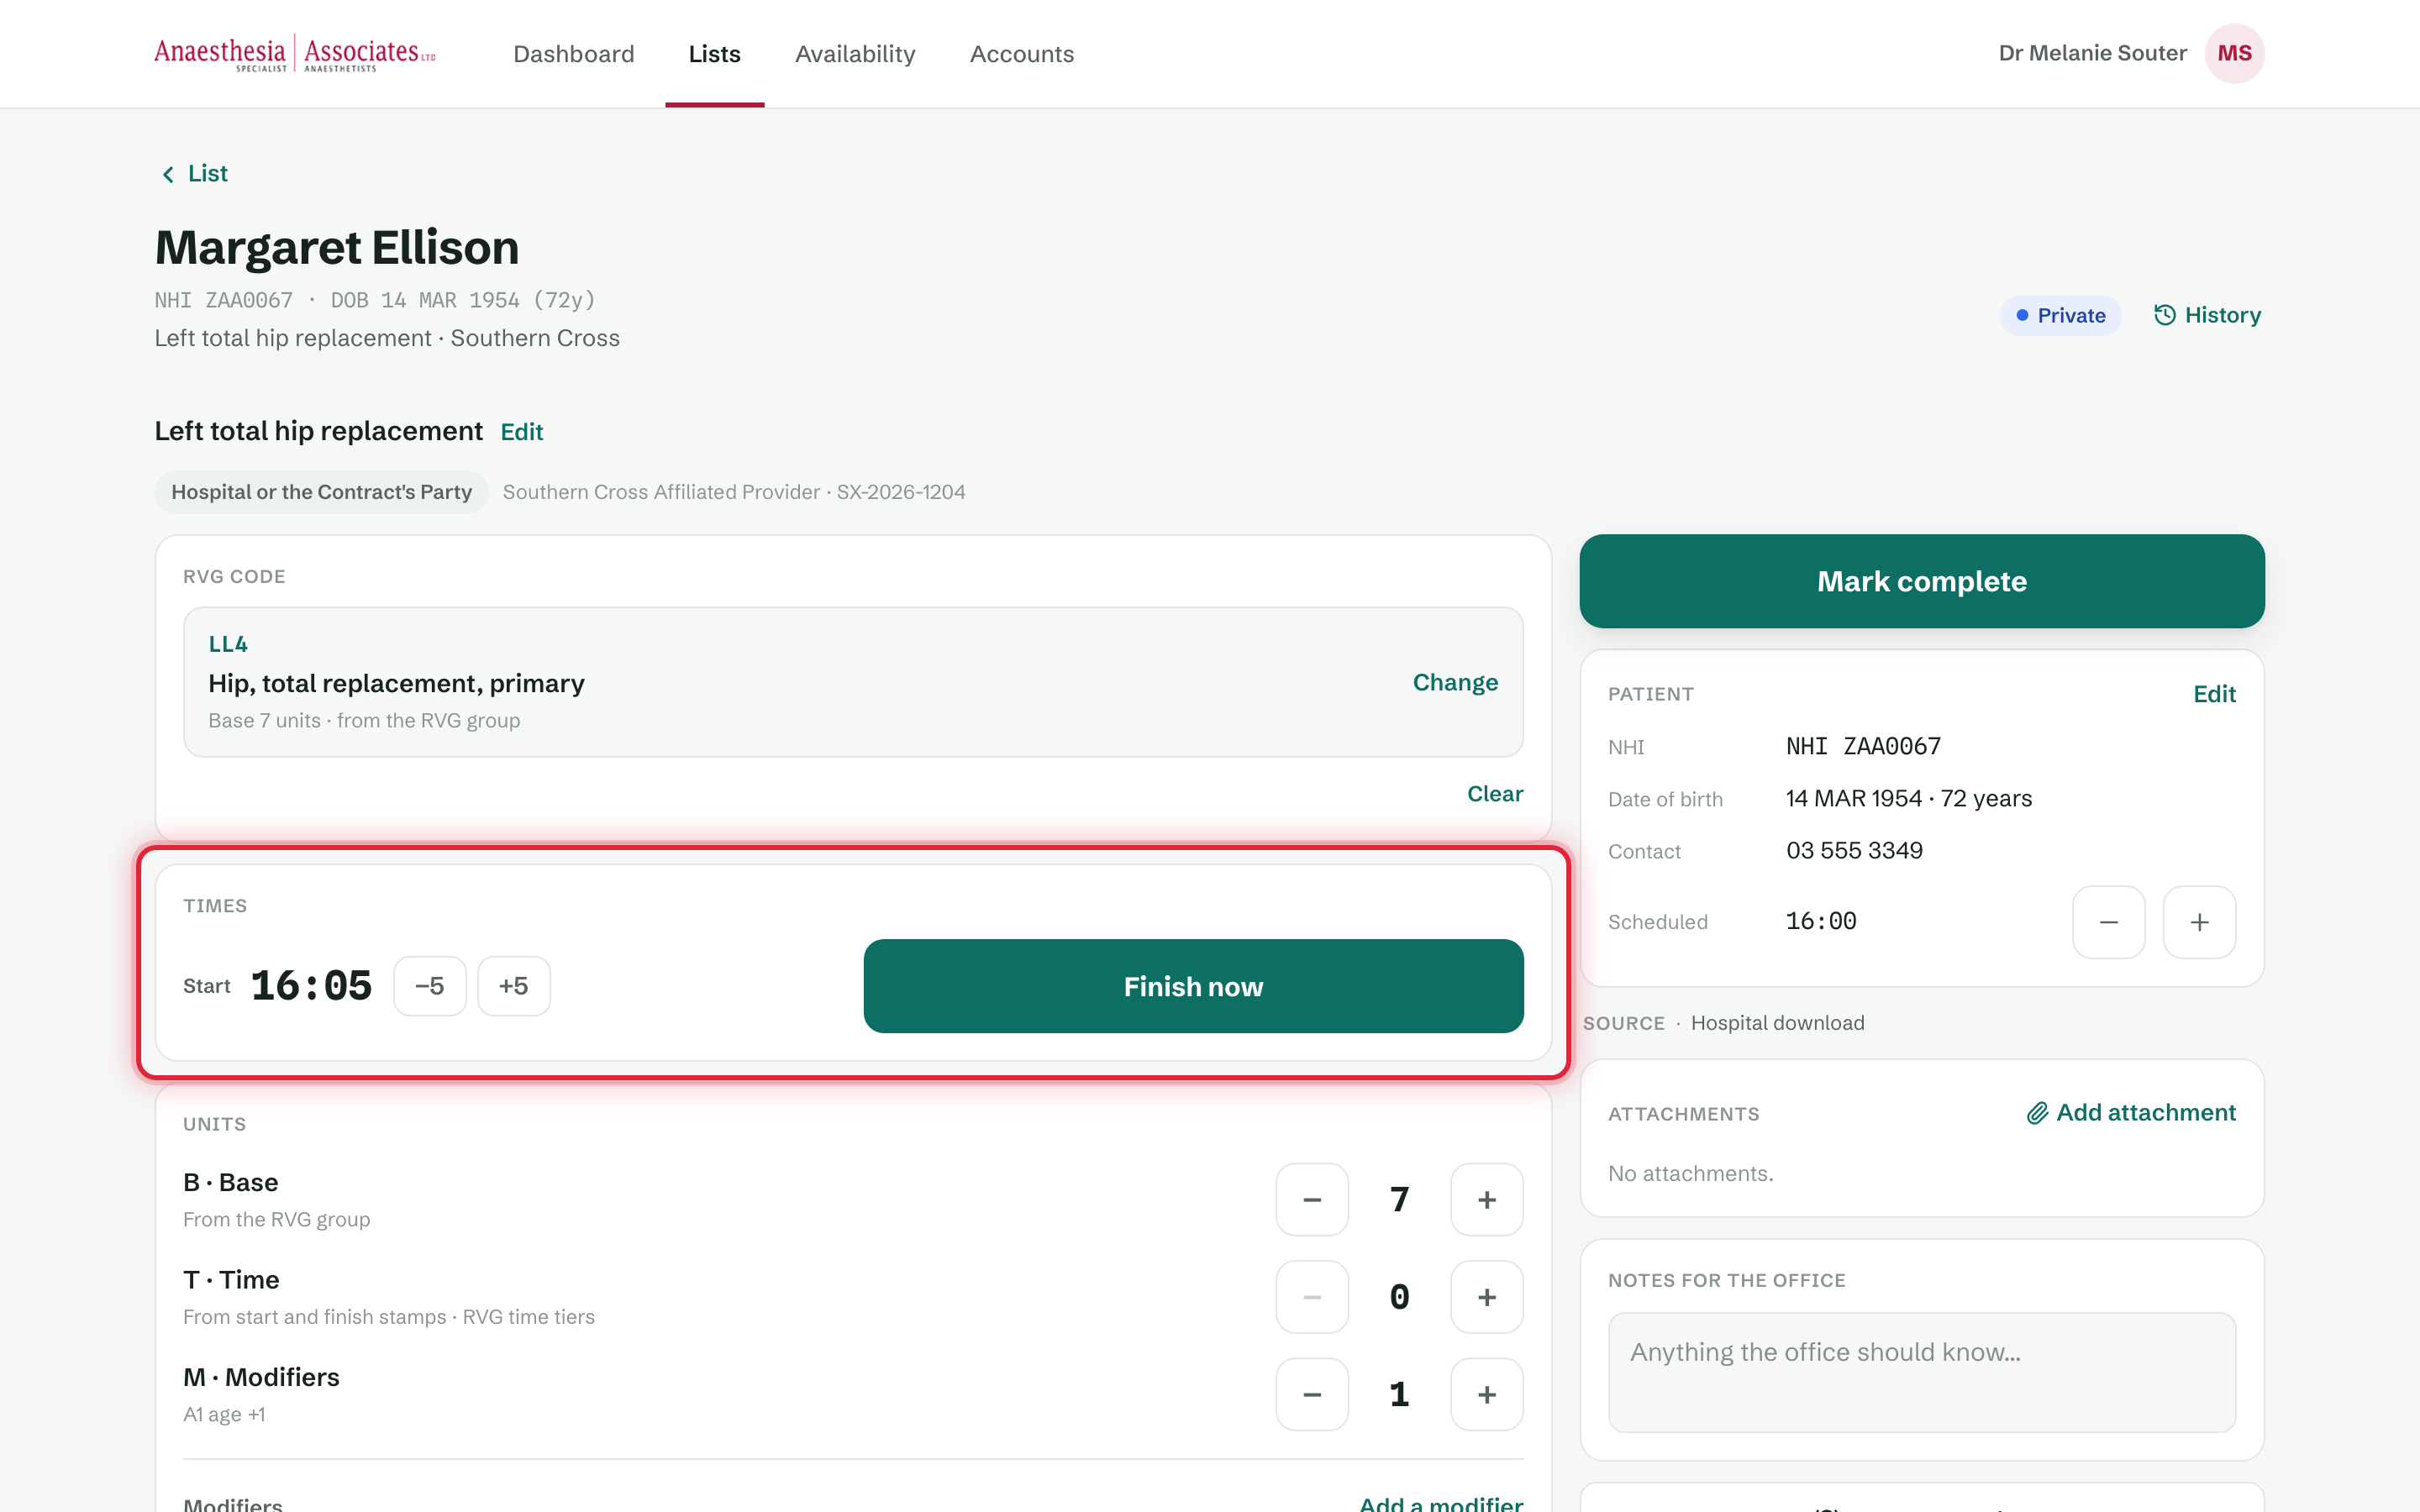 Anaesthesia | Associates LTD
SPECIALIST ANAESTHETISTS
Dashboard
Lists
Availability
Accounts
Dr Melanie Souter
MS
List
Margaret Ellison
NHI ZAA0067 · DOB 14 MAR 1954 (72y)
Left total hip replacement · Southern Cross
Private
History
Left total hip replacement Edit
Hospital or the Contract's Party Southern Cross Affiliated Provider · SX-2026-1204
RVG CODE
LL4
Hip, total replacement, primary
Base 7 units · from the RVG group
Change
Clear
TIMES
Start 16:05 −5 +5
Finish now
UNITS
B · Base
From the RVG group
− 7 +
T · Time
From start and finish stamps · RVG time tiers
− 0 +
M · Modifiers
A1 age +1
− 1 +
Modifiers
Add a modifier
Mark complete
PATIENT
Edit
NHI NHI ZAA0067
Date of birth 14 MAR 1954 · 72 years
Contact 03 555 3349
Scheduled 16:00 − +
SOURCE · Hospital download
ATTACHMENTS
Add attachment
No attachments.
NOTES FOR THE OFFICE
Anything the office should know...